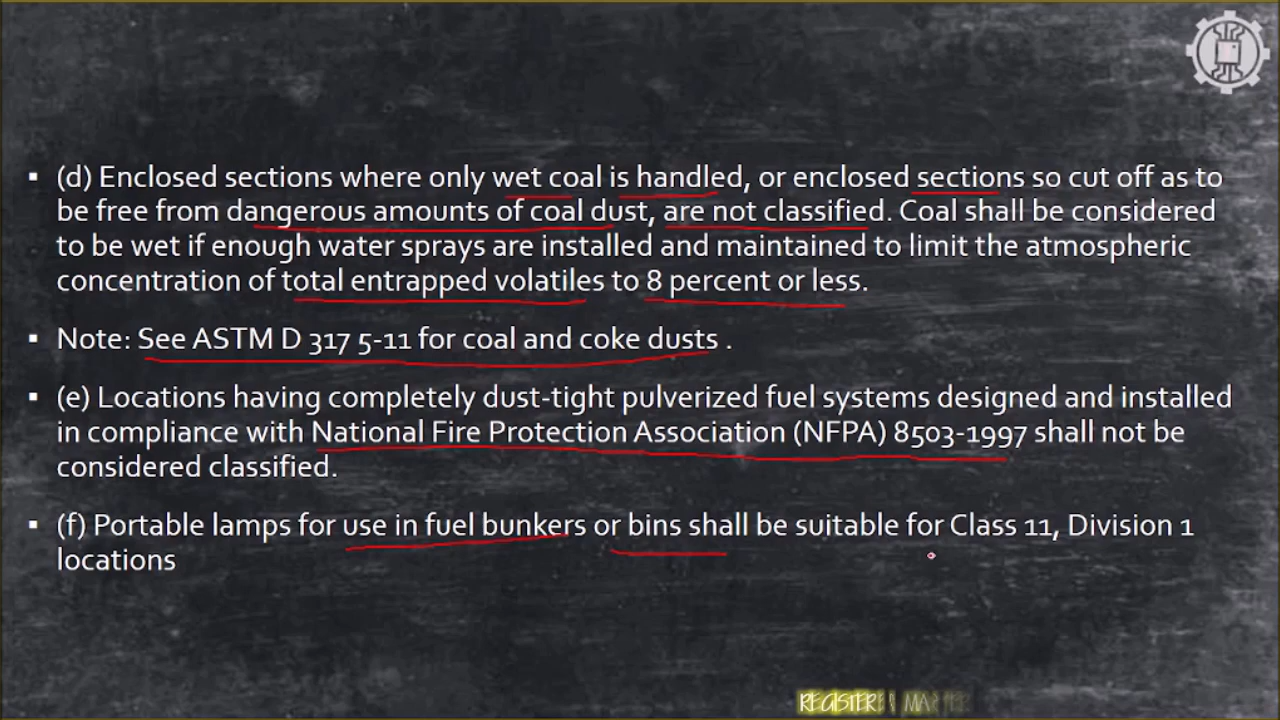 ▪ (d) Enclosed sections where only wet coal is handled, or enclosed sections so cut off as to
be free from dangerous amounts of coal dust, are not classified. Coal shall be considered
to be wet if enough water sprays are installed and maintained to limit the atmospheric
concentration of total entrapped volatiles to 8 percent or less.
▪ Note: See ASTM D 317 5-11 for coal and coke dusts .
▪ (e) Locations having completely dust-tight pulverized fuel systems designed and installed
in compliance with National Fire Protection Association (NFPA) 8503-1997 shall not be
considered classified.
▪ (f) Portable lamps for use in fuel bunkers or bins shall be suitable for Class 11, Division 1
locations